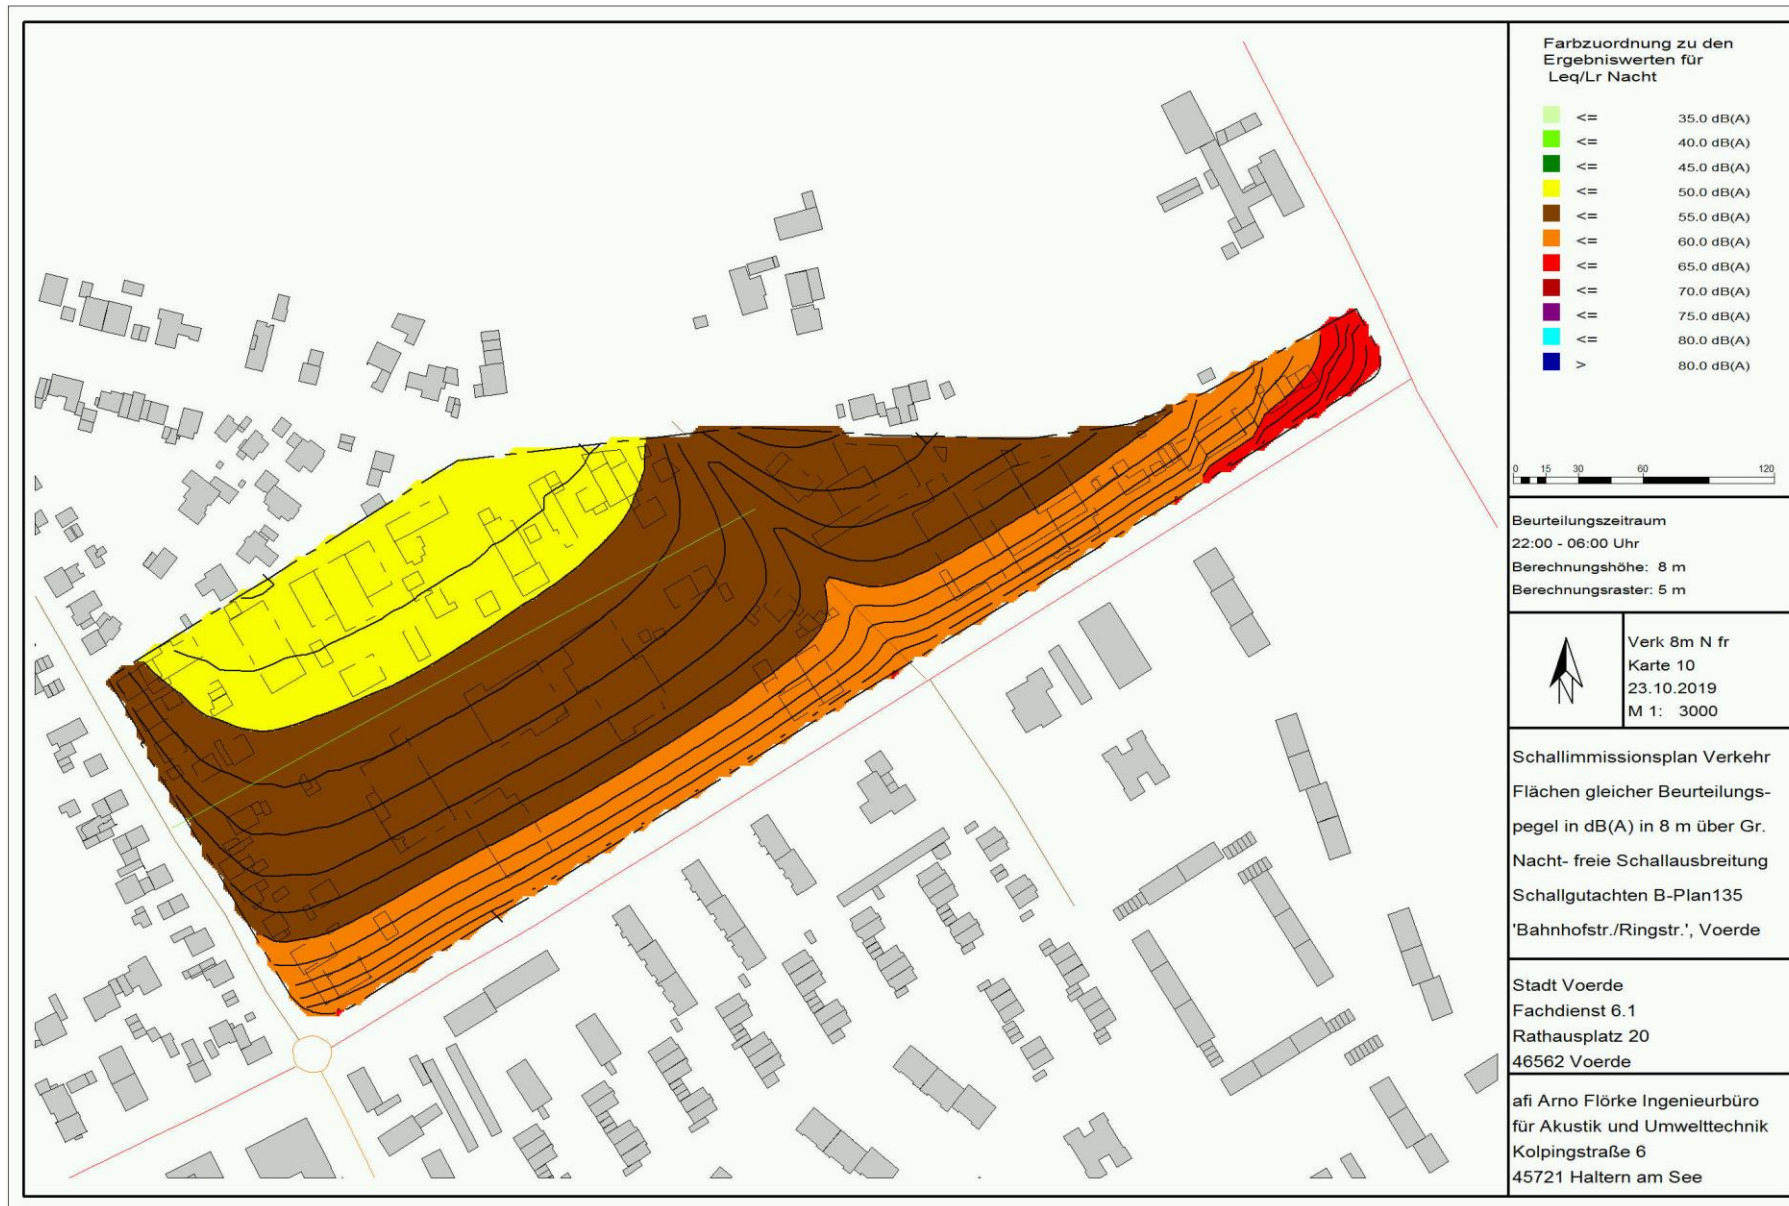 Farbzuordnung zu den
Ergebniswerten für
Leq/Lr Nacht
<= 35.0 dB(A)
<= 40.0 dB(A)
<= 45.0 dB(A)
<= 50.0 dB(A)
<= 55.0 dB(A)
<= 60.0 dB(A)
<= 65.0 dB(A)
<= 70.0 dB(A)
<= 75.0 dB(A)
<= 80.0 dB(A)
> 80.0 dB(A)
0 15 30 60 120
Beurteilungszeitraum
22:00 - 06:00 Uhr
Berechnungshöhe: 8 m
Berechnungsraster: 5 m
Verk 8m N fr
Karte 10
23.10.2019
M 1: 3000
Schallimmissionsplan Verkehr
Flächen gleicher Beurteilungs-
pegel in dB(A) in 8 m über Gr.
Nacht- freie Schallausbreitung
Schallgutachten B-Plan135
'Bahnhofstr./Ringstr.', Voerde
Stadt Voerde
Fachdienst 6.1
Rathausplatz 20
46562 Voerde
afi Arno Flörke Ingenieurbüro
für Akustik und Umwelttechnik
Kolpingstraße 6
45721 Haltern am See